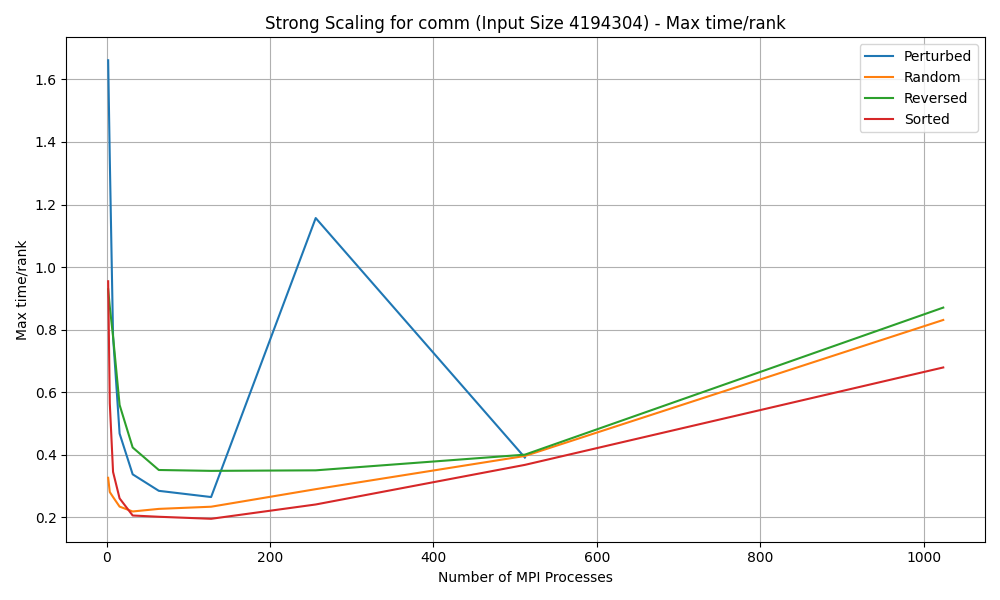 Strong Scaling for comm (Input Size 4194304) - Max time/rank
Perturbed
Random
Reversed
Sorted
Max time/rank
1.6
1.4
1.2
1.0
0.8
0.6
0.4
0.2
0
200
400
600
800
1000
Number of MPI Processes